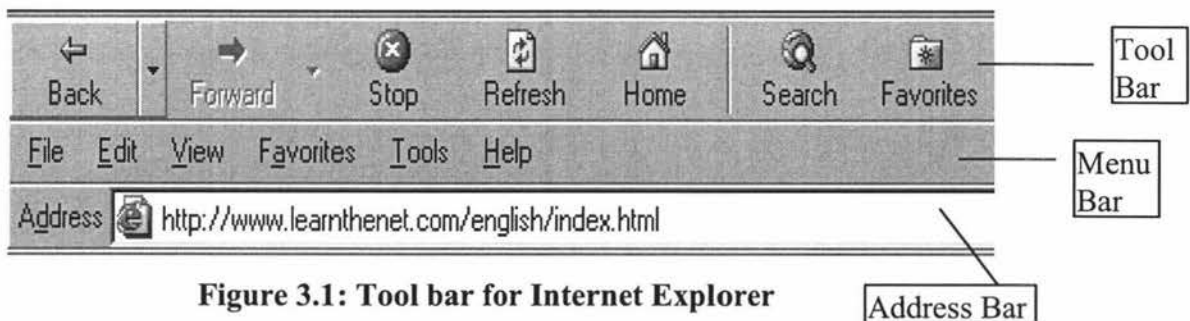 Back Forward Stop Refresh Home Search Favorites
Tool
Bar
File Edit View Favorites Tools Help
Menu
Bar
Address http://www.learnthenet.com/english/index.html
Figure 3.1: Tool bar for Internet Explorer
Address Bar